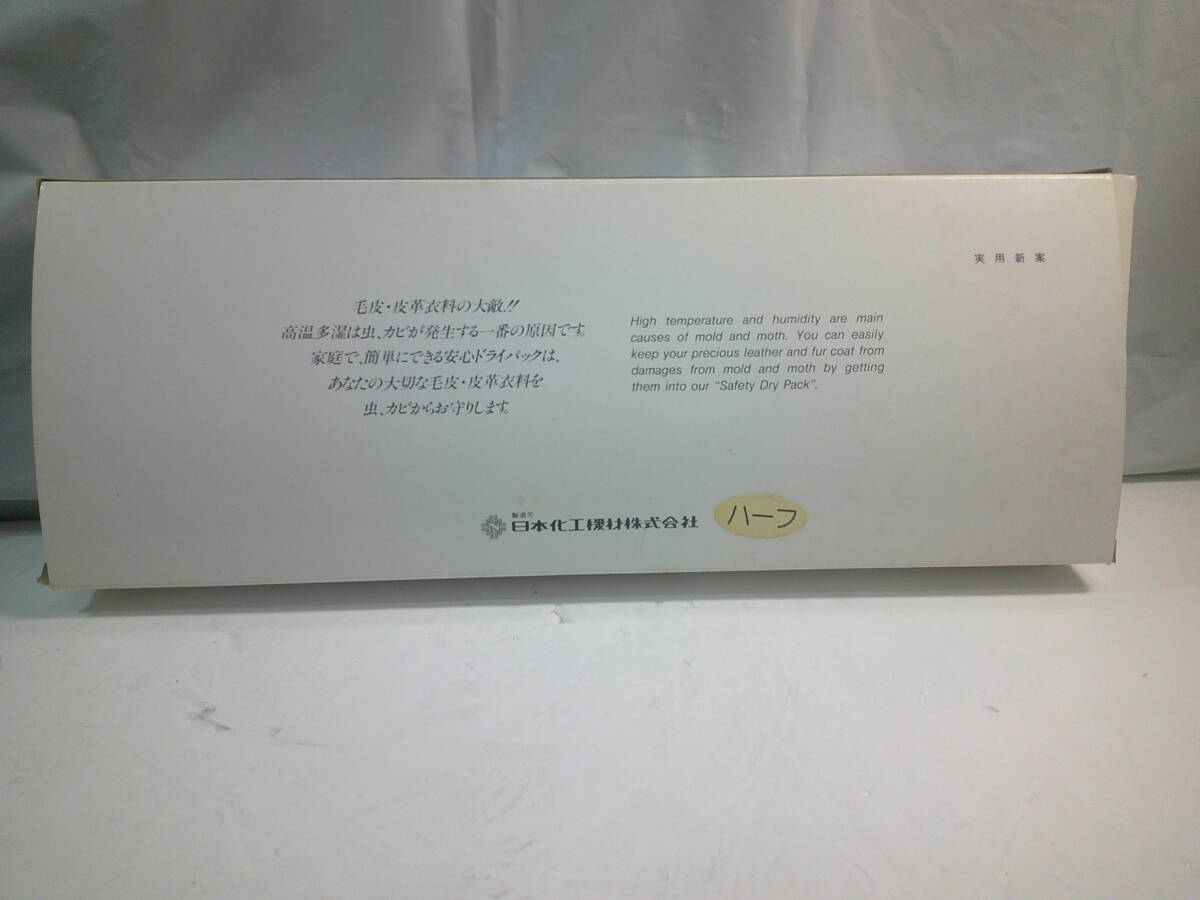 実用新案
毛皮・皮革衣料の大敵!!
高温多湿は虫、カビが発生する一番の原因です。
家庭で、簡単にできる安心ドライパックは、
あなたの大切な毛皮・皮革衣料を
虫、カビからお守りします。
High temperature and humidity are main
causes of mold and moth. You can easily
keep your precious leather and fur coat from
damages from mold and moth by getting
them into our “Safety Dry Pack”.
製造元
日本化工機材株式会社
ハーフ